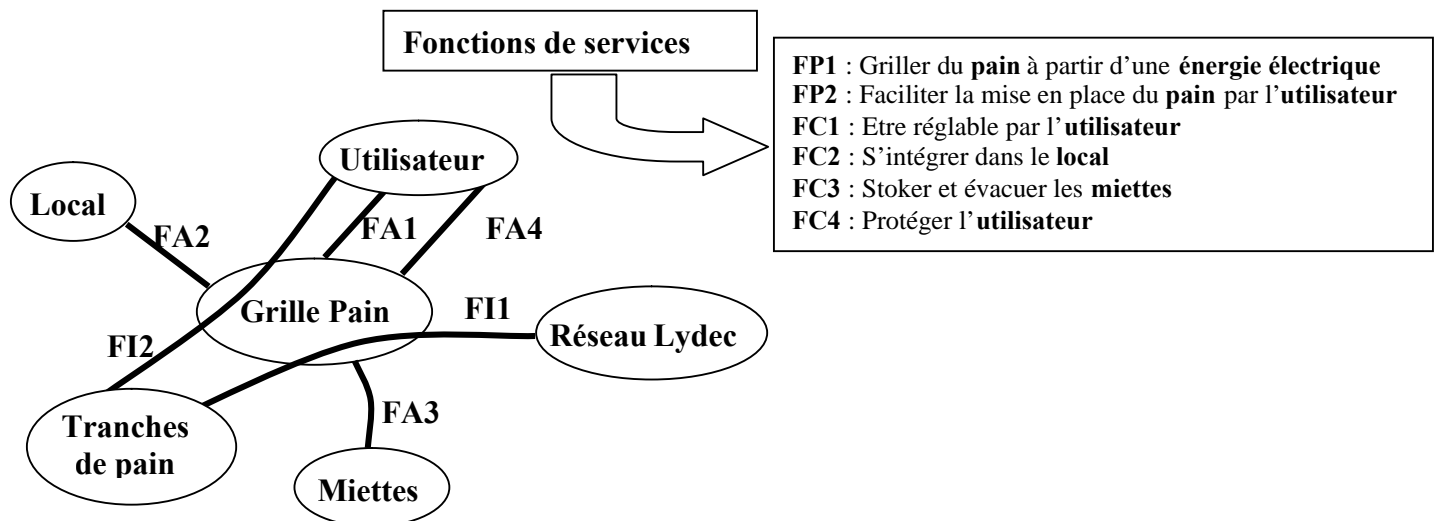 Fonctions de services
FP1 : Griller du pain à partir d'une énergie électrique
FP2 : Faciliter la mise en place du pain par l'utilisateur
FC1 : Etre réglable par l'utilisateur
FC2 : S'intégrer dans le local
FC3 : Stoker et évacuer les miettes
FC4 : Protéger l'utilisateur
Utilisateur
Local
FA2
FA1
FA4
Grille Pain
FI1
Réseau Lydec
FI2
Tranches
de pain
FA3
Miettes